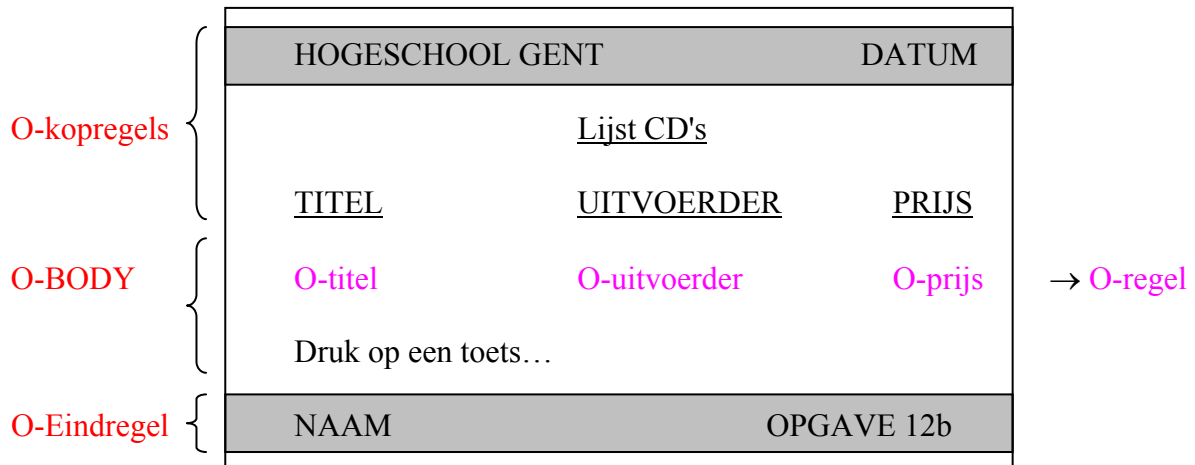 HOGESCHOOL GENT DATUM
O-kopregels Lijst CD's
TITEL UITVOERDER PRIJS
O-BODY O-titel O-uitvoerder O-prijs → O-regel
Druk op een toets…
O-Eindregel NAAM OPGAVE 12b